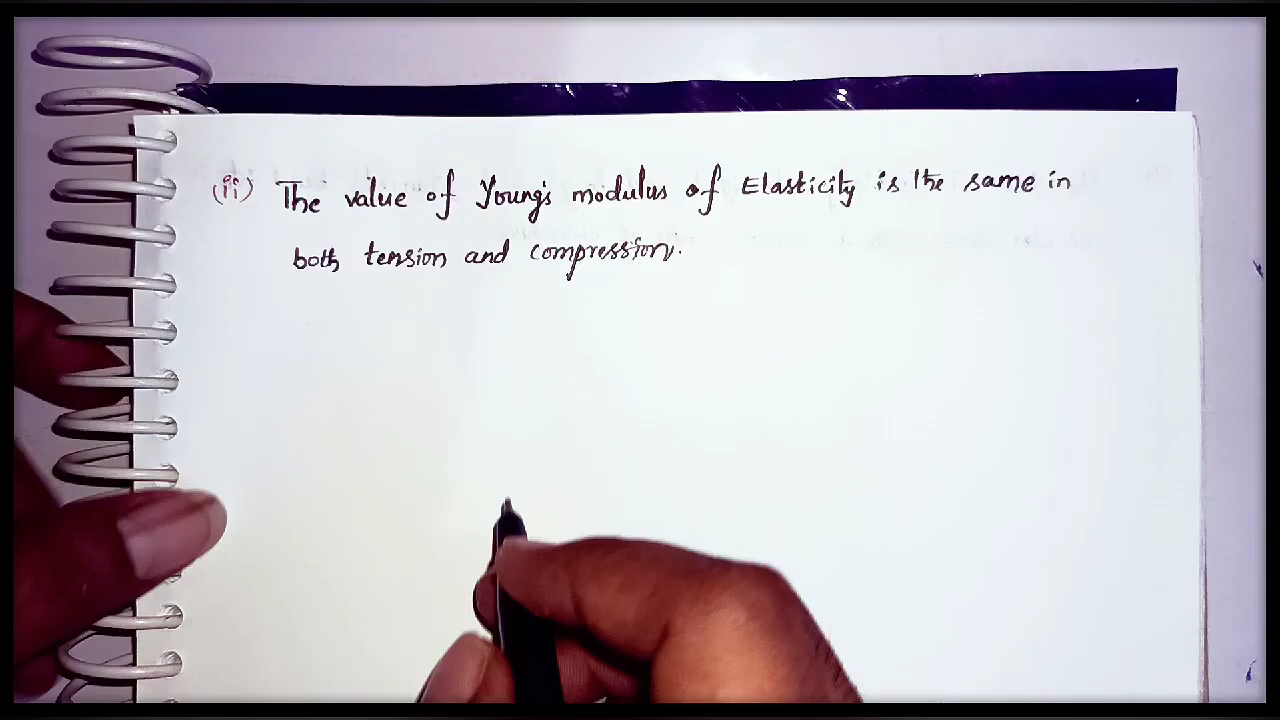 (ii) The value of Young's modulus of Elasticity is the same in
both tension and compression.